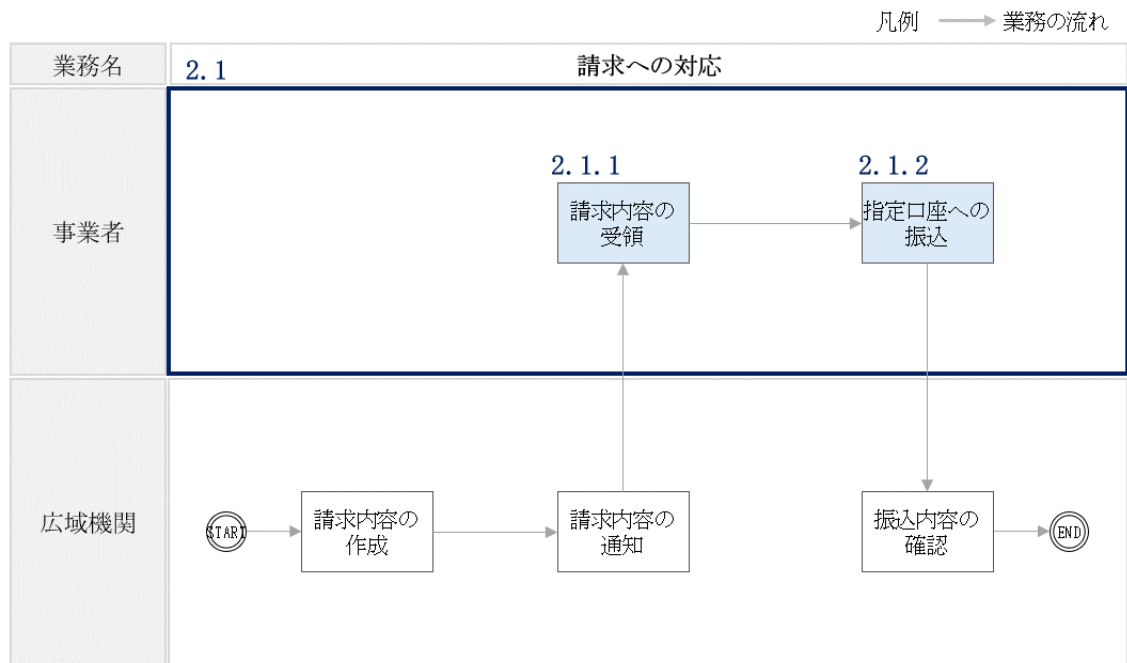 凡例
業務の流れ
業務名
2.1
請求への対応
事業者
2.1.1
請求内容の
受領
2.1.2
指定口座への
振込
広域機関
START
請求内容の
作成
請求内容の
通知
振込内容の
確認
END